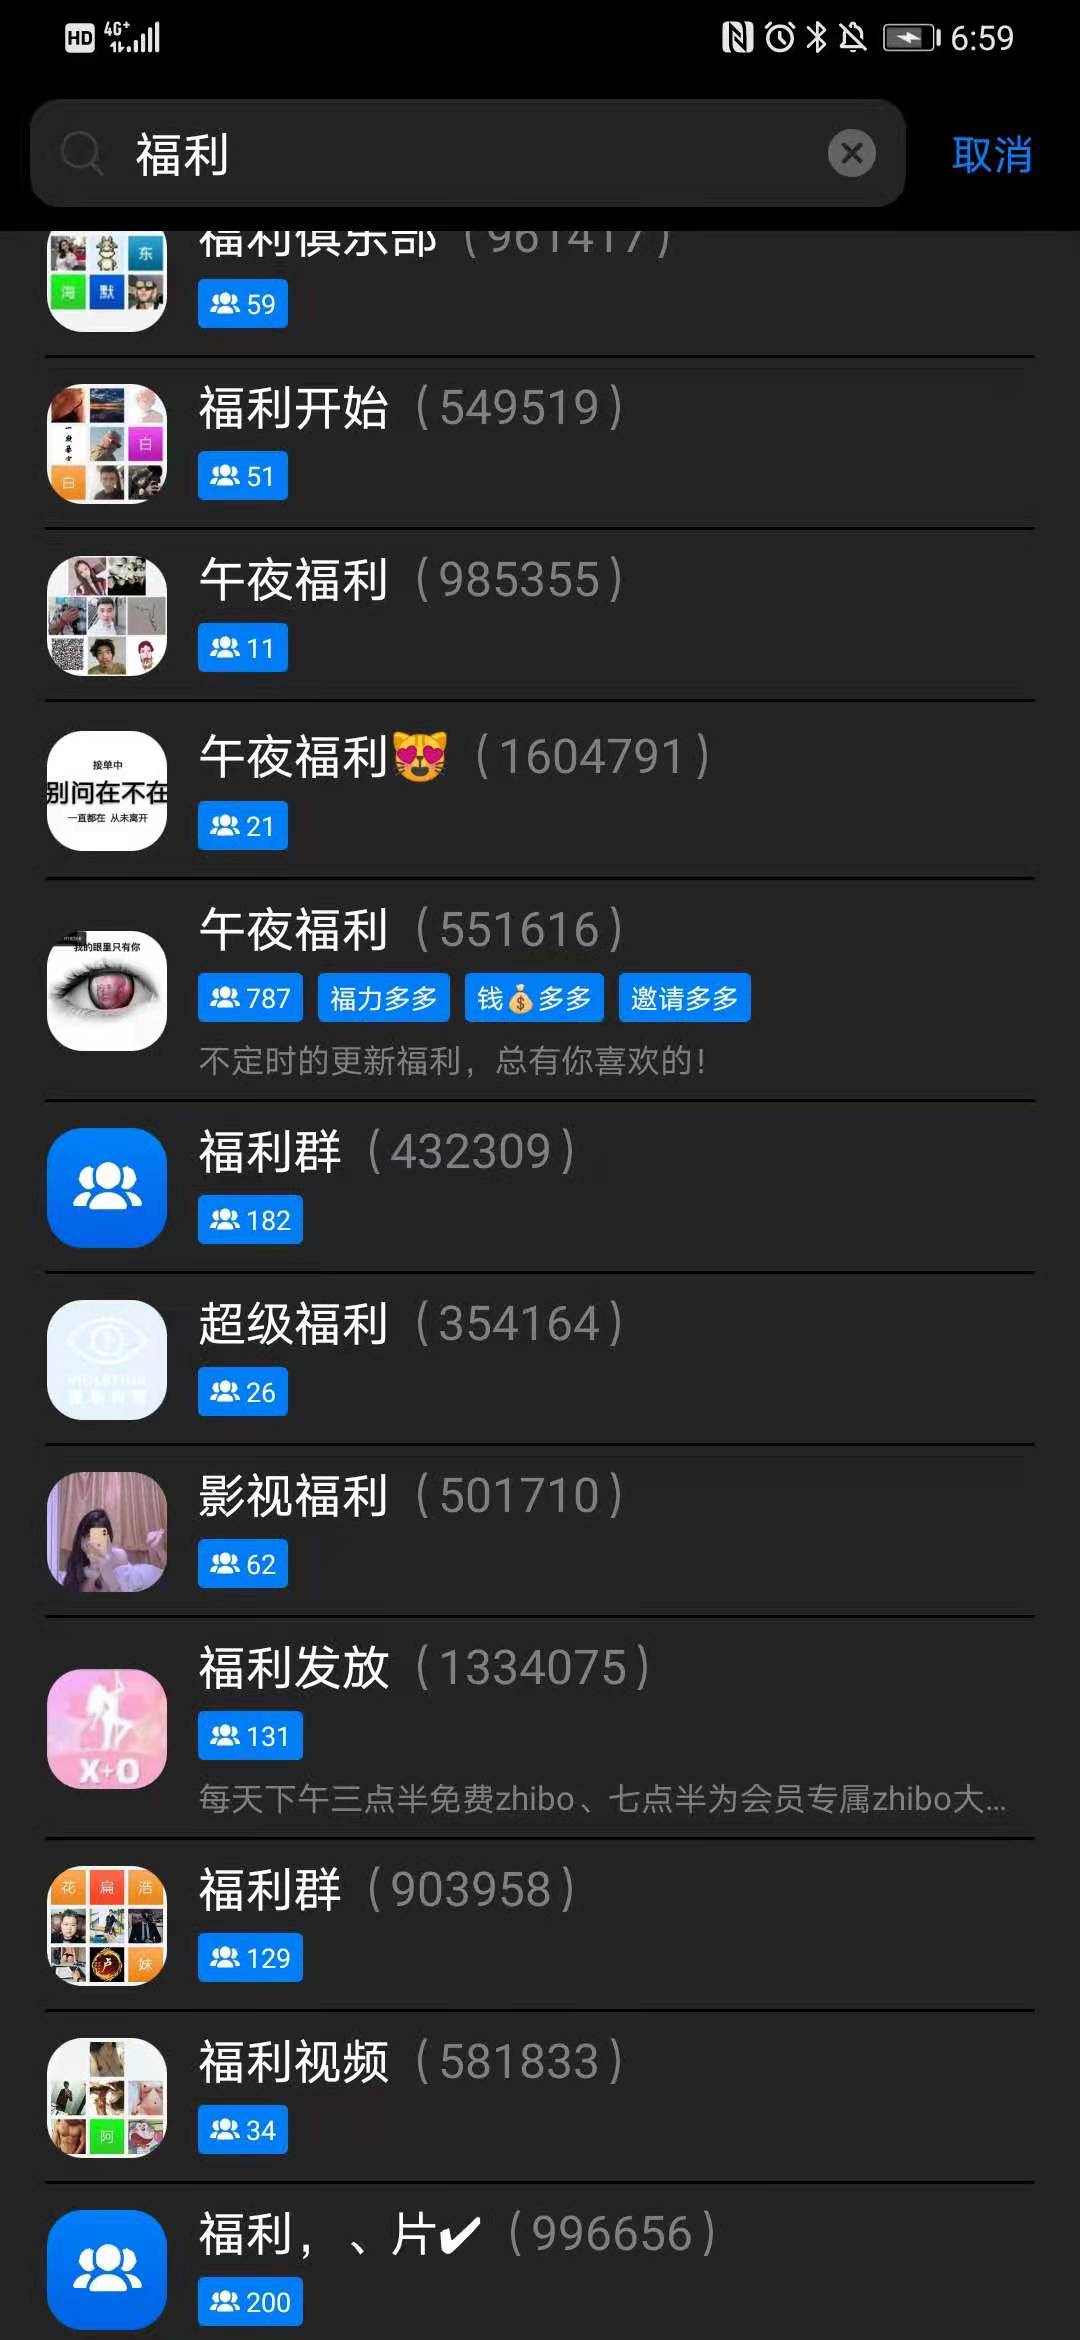 HD 4G+ 6:59
福利 取消
福利俱乐部（961417）
东
海 默
59
福利开始（549519）
白
白
51
午夜福利（985355）
11
午夜福利😻（1604791）
接单中
别问在不在
一直都在 从未离开
21
午夜福利（551616）
我的眼里只有你
787 福力多多 钱💰多多 邀请多多
不定时的更新福利，总有你喜欢的！
福利群（432309）
182
超级福利（354164）
26
影视福利（501710）
62
福利发放（1334075）
X+O
131
每天下午三点半免费zhibo、七点半为会员专属zhibo大...
福利群（903958）
花 扁 浩
卢 妹
129
福利视频（581833）
阿
34
福利，、片✔（996656）
200